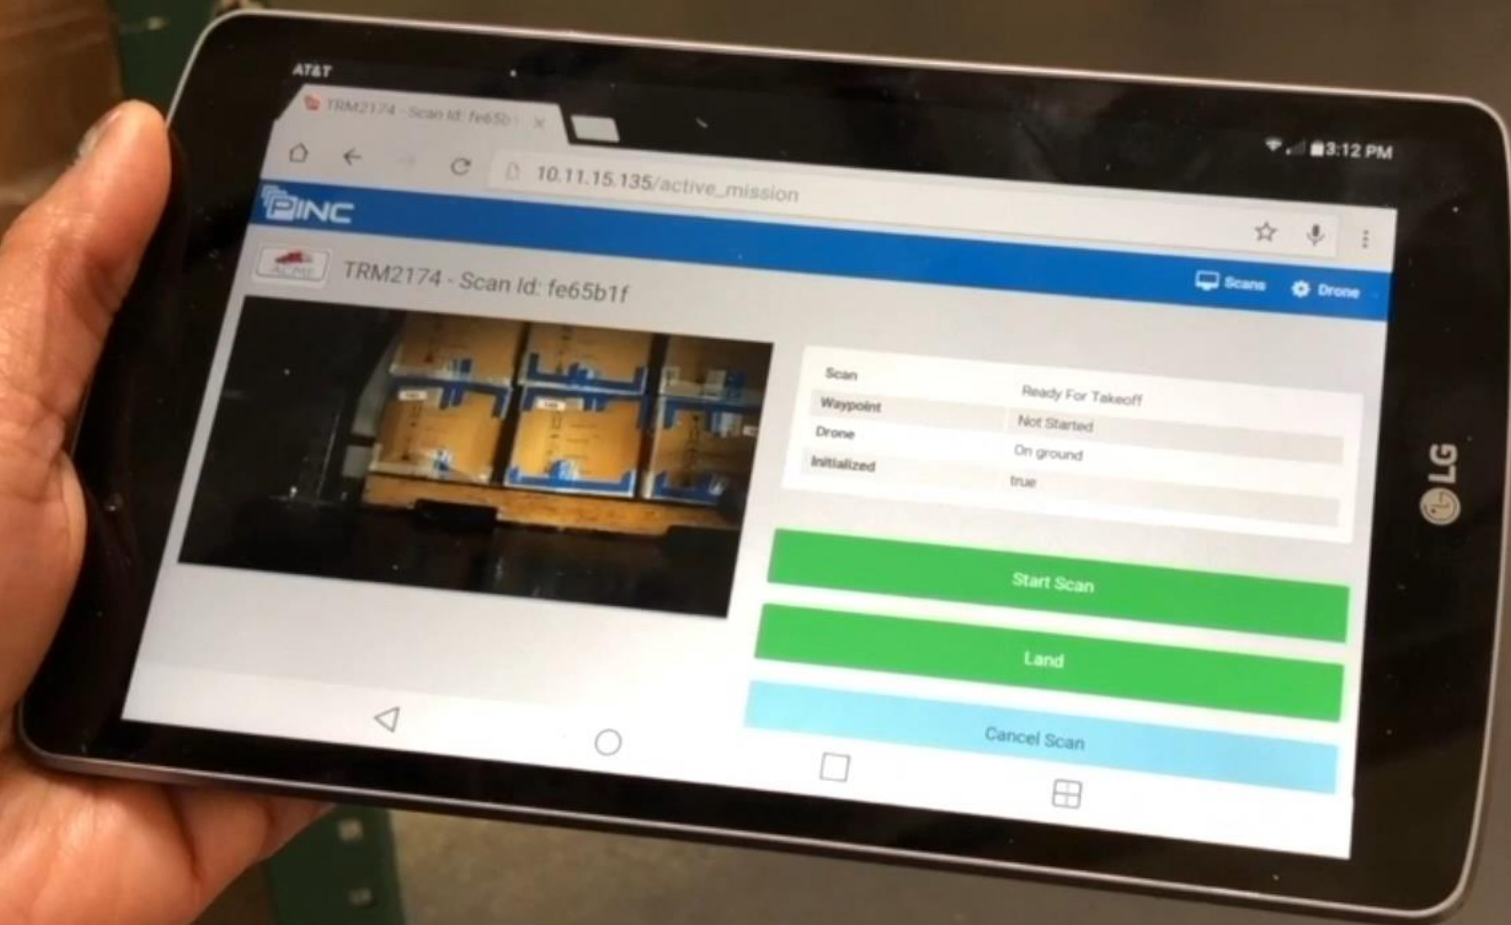 AT&T
TRM2174 - Scan Id: fe65b
3:12 PM
10.11.15.135/active_mission
PINC
Scans
Drone
ACME
TRM2174 - Scan Id: fe65b1f
Scan Ready For Takeoff
Waypoint Not Started
Drone On ground
Initialized true
Start Scan
Land
Cancel Scan
LG